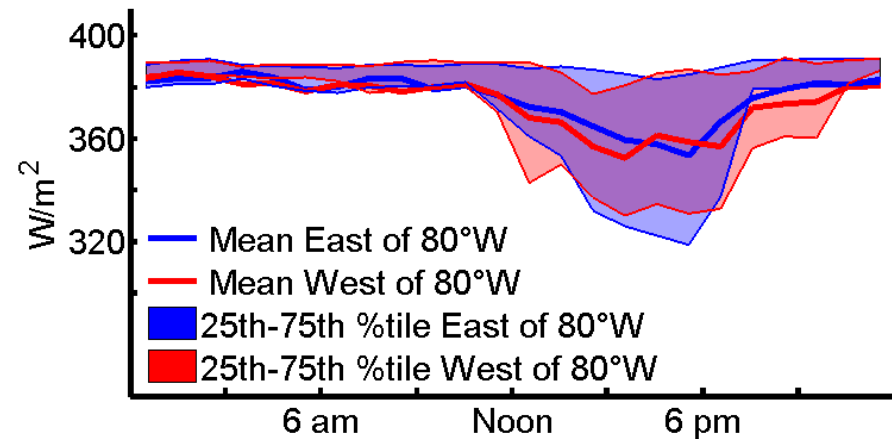 400
360
320
W/m²
Mean East of 80°W
Mean West of 80°W
25th-75th %tile East of 80°W
25th-75th %tile West of 80°W
6 am Noon 6 pm